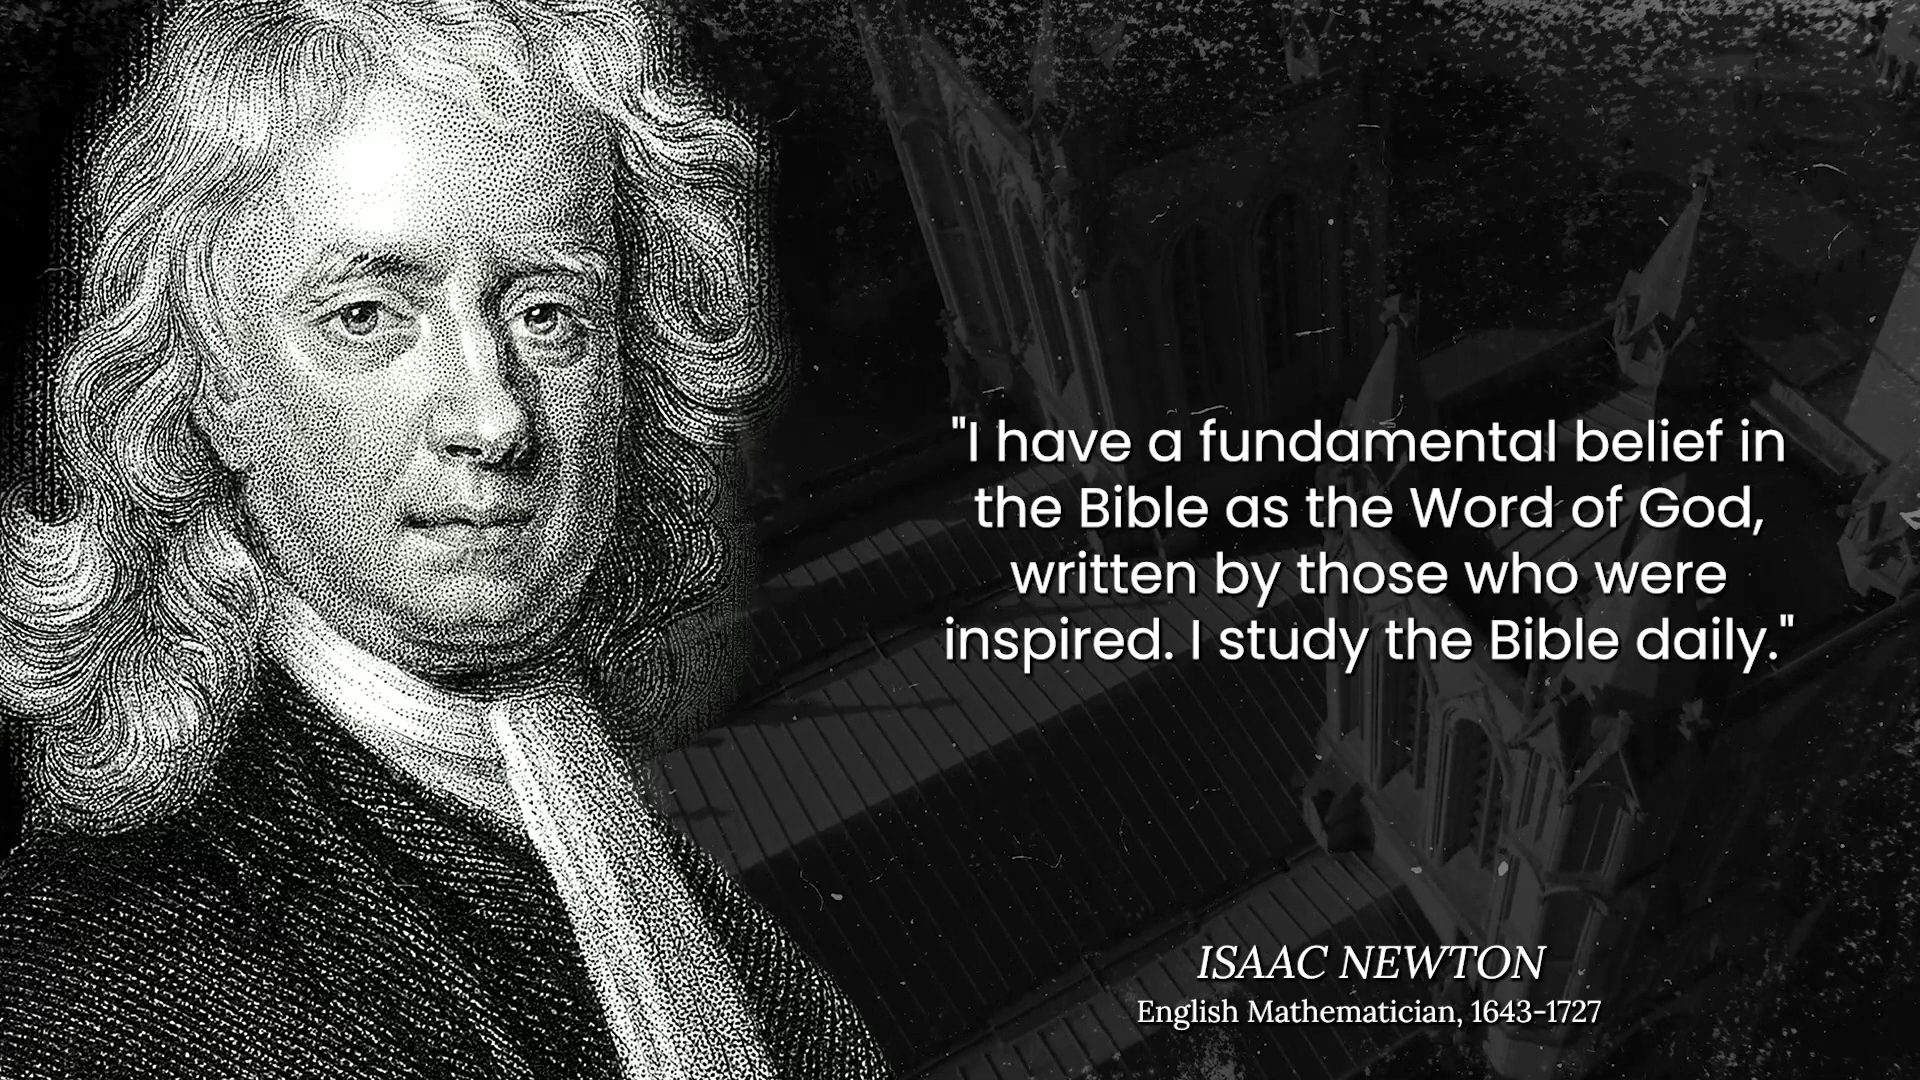 "I have a fundamental belief in
the Bible as the Word of God,
written by those who were
inspired. I study the Bible daily."
ISAAC NEWTON
English Mathematician, 1643-1727